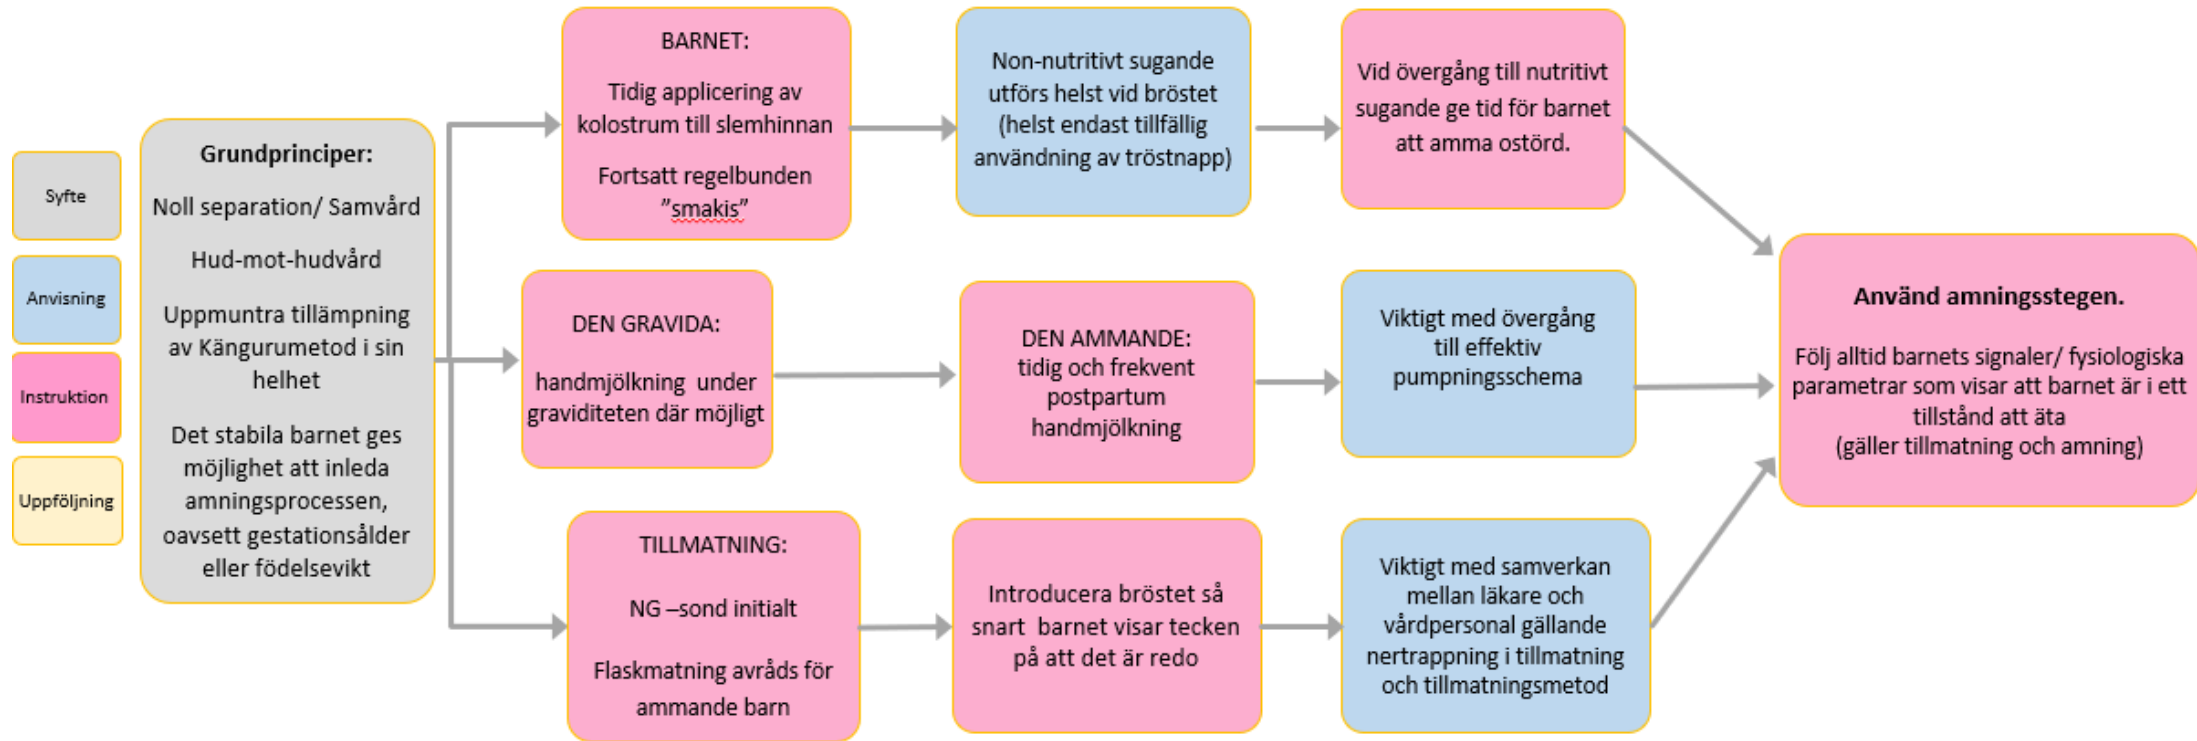 Syfte
Anvisning
Instruktion
Uppföljning
Grundprinciper:
Noll separation/ Samvård
Hud-mot-hudvård
Uppmuntra tillämpning
av Kängurumetod i sin
helhet
Det stabila barnet ges
möjlighet att inleda
amningsprocessen,
oavsett gestationsålder
eller födelsevikt
BARNET:
Tidig applicering av
kolostrum till slemhinnan
Fortsatt regelbunden
”smakis”
Non-nutritivt sugande
utförs helst vid bröstet
(helst endast tillfällig
användning av tröstnapp)
Vid övergång till nutritivt
sugande ge tid för barnet
att amma ostörd.
DEN GRAVIDA:
handmjölkning under
graviditeten där möjligt
DEN AMMANDE:
tidig och frekvent
postpartum
handmjölkning
Viktigt med övergång
till effektiv
pumpningsschema
TILLMATNING:
NG –sond initialt
Flaskmatning avråds för
ammande barn
Introducera bröstet så
snart barnet visar tecken
på att det är redo
Viktigt med samverkan
mellan läkare och
vårdpersonal gällande
nertrappning i tillmatning
och tillmatningsmetod
Använd amningsstegen.
Följ alltid barnets signaler/ fysiologiska
parametrar som visar att barnet är i ett
tillstånd att äta
(gäller tillmatning och amning)